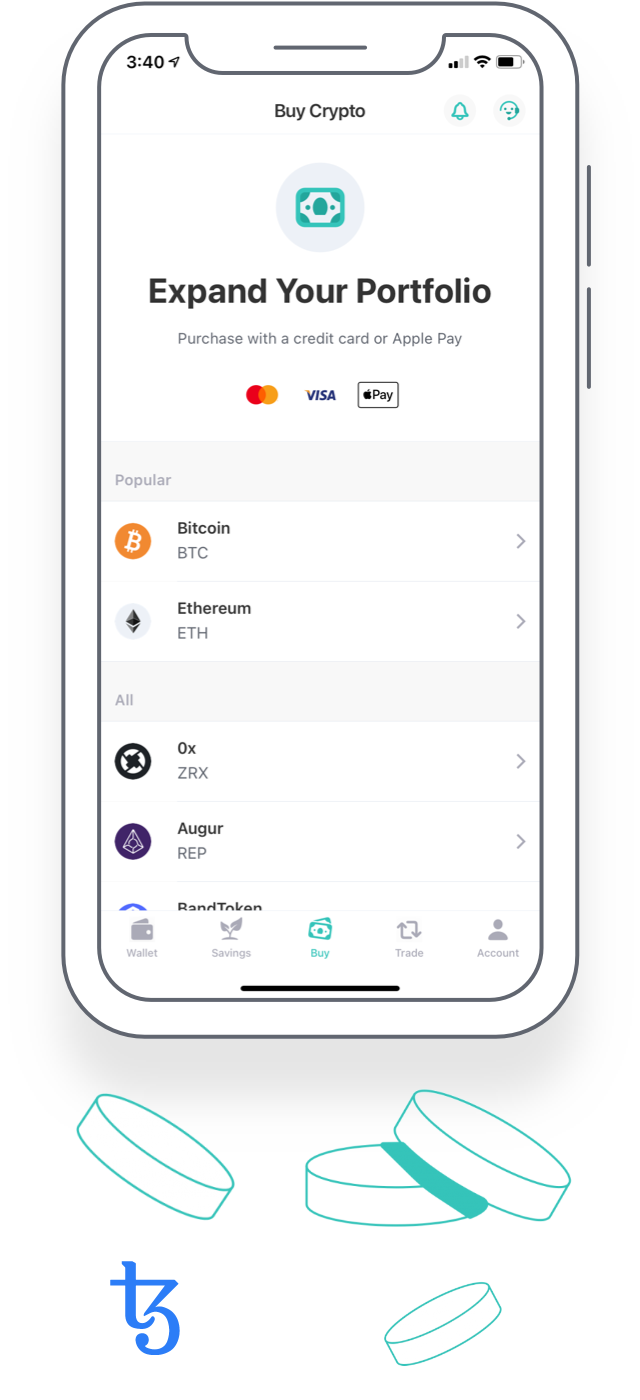 3:40
Buy Crypto
Expand Your Portfolio
Purchase with a credit card or Apple Pay
VISA
Pay
Popular
Bitcoin
BTC
Ethereum
ETH
All
0x
ZRX
Augur
REP
BandToken
Wallet Savings Buy Trade Account